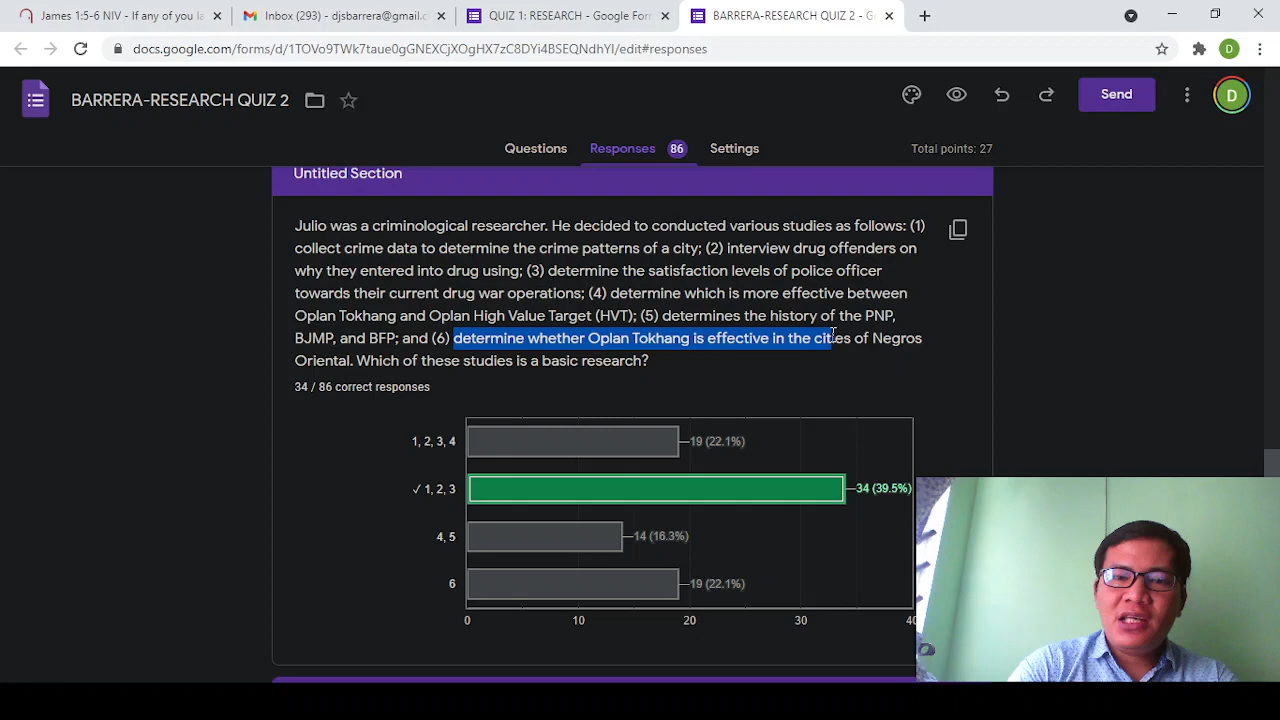 James 1:5-6 NIV - If any of you la
Inbox (293) - djsbarrera@gmail.c
QUIZ 1: RESEARCH - Google Form
BARRERA-RESEARCH QUIZ 2 - G
docs.google.com/forms/d/1TOVo9TWk7taue0gGNEXCjXOgHX7zC8DYi4BSEQNdhYI/edit#responses
BARRERA-RESEARCH QUIZ 2
Send
D
D
Questions
Responses 86
Settings
Total points: 27
Untitled Section
Julio was a criminological researcher. He decided to conducted various studies as follows: (1)
collect crime data to determine the crime patterns of a city; (2) interview drug offenders on
why they entered into drug using; (3) determine the satisfaction levels of police officer
towards their current drug war operations; (4) determine which is more effective between
Oplan Tokhang and Oplan High Value Target (HVT); (5) determines the history of the PNP,
BJMP, and BFP; and (6) determine whether Oplan Tokhang is effective in the cities of Negros
Oriental. Which of these studies is a basic research?
34 / 86 correct responses
1, 2, 3, 4
19 (22.1%)
✓ 1, 2, 3
34 (39.5%)
4, 5
14 (16.3%)
6
19 (22.1%)
0 10 20 30 40